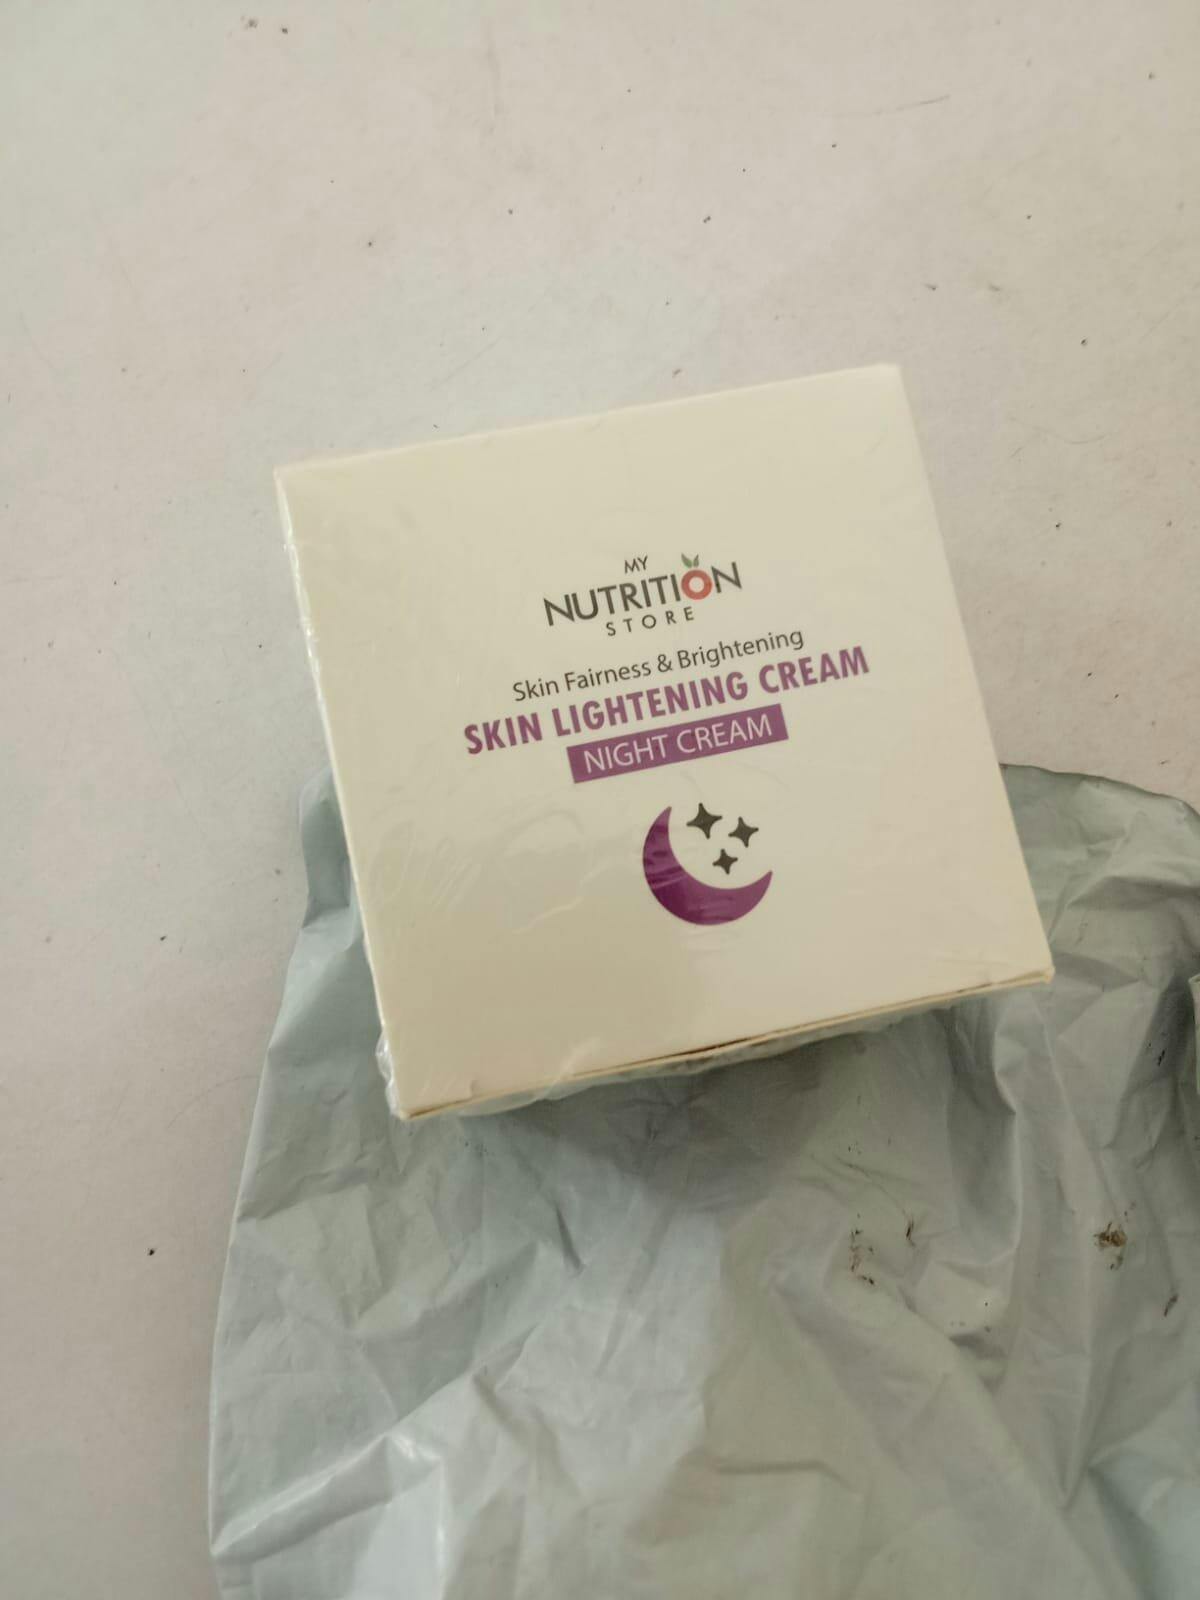 MY
NUTRITION
STORE
Skin Fairness & Brightening
SKIN LIGHTENING CREAM
NIGHT CREAM